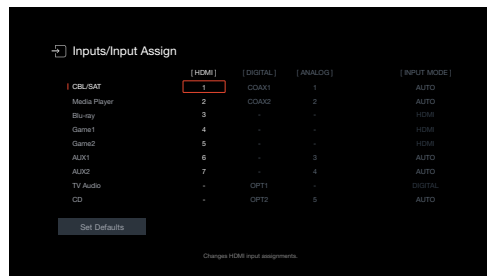 Inputs/Input Assign
[ HDMI ] [ DIGITAL ] [ ANALOG ] [ INPUT MODE ]
CBL/SAT 1 COAX1 1 AUTO
Media Player 2 COAX2 2 AUTO
Blu-ray 3 - - HDMI
Game1 4 - - HDMI
Game2 5 - - HDMI
AUX1 6 - 3 AUTO
AUX2 7 - 4 AUTO
TV Audio - OPT1 - DIGITAL
CD - OPT2 5 AUTO
Set Defaults
Changes HDMI input assignments.